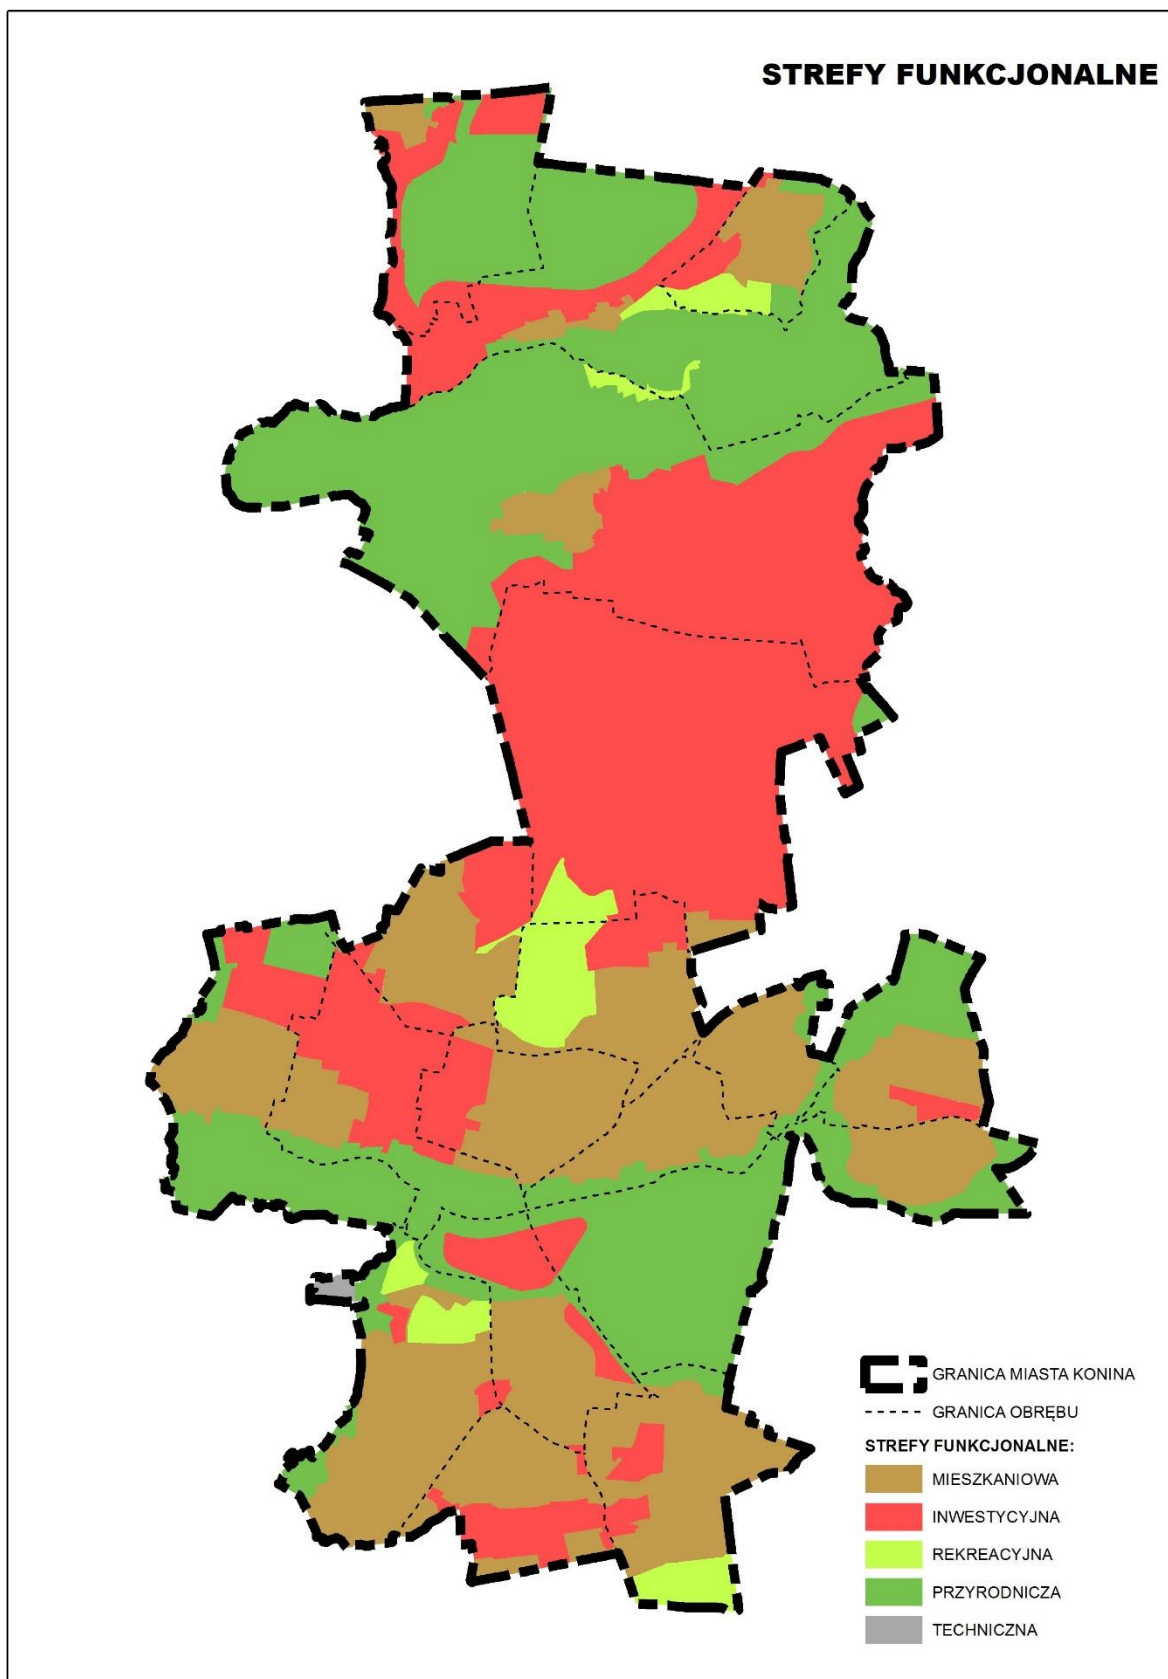 STREFY FUNKCJONALNE
GRANICA MIASTA KONINA
GRANICA OBRĘBU
STREFY FUNKCJONALNE:
MIESZKANIOWA
INWESTYCYJNA
REKREACYJNA
PRZYRODNICZA
TECHNICZNA